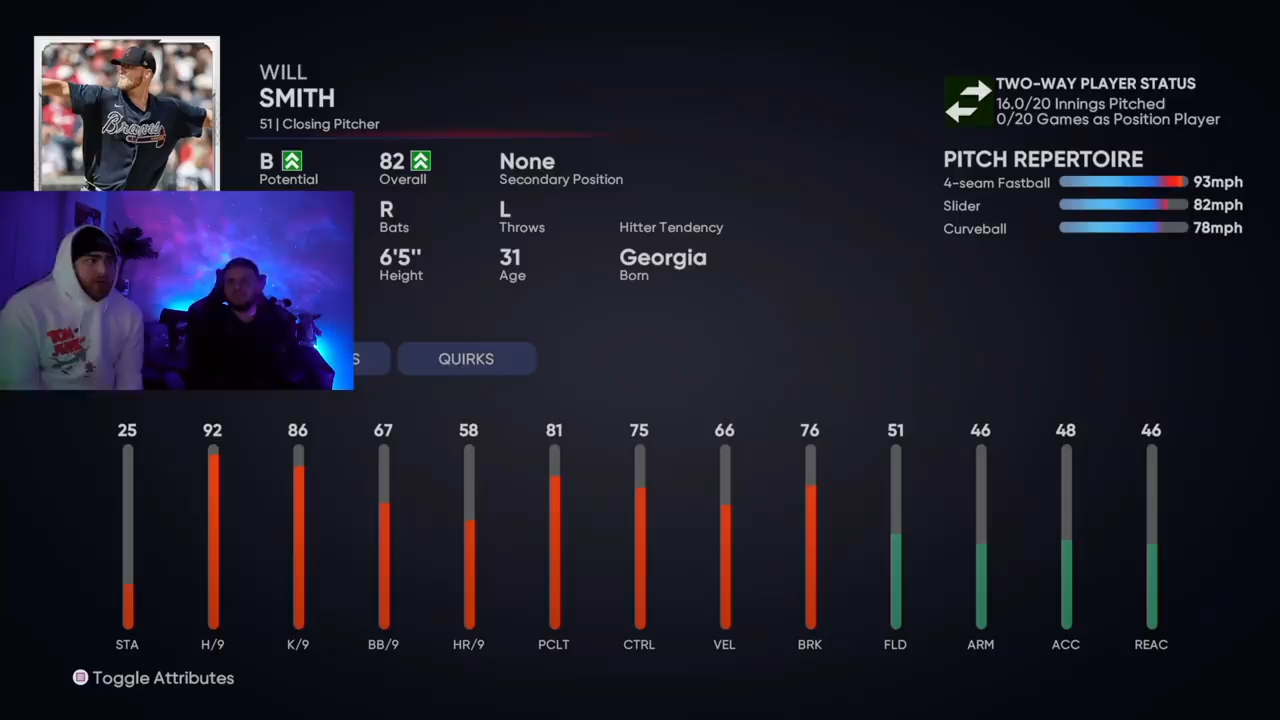 WILL
SMITH
51 | Closing Pitcher
B
Potential
82
Overall
None
Secondary Position
R
Bats
L
Throws
Hitter Tendency
6'5"
Height
31
Age
Georgia
Born
TWO-WAY PLAYER STATUS
16.0/20 Innings Pitched
0/20 Games as Position Player
PITCH REPERTOIRE
4-seam Fastball 93mph
Slider 82mph
Curveball 78mph
Braves
S
QUIRKS
25 92 86 67 58 81 75 66 76 51 46 48 46
STA H/9 K/9 BB/9 HR/9 PCLT CTRL VEL BRK FLD ARM ACC REAC
Toggle Attributes